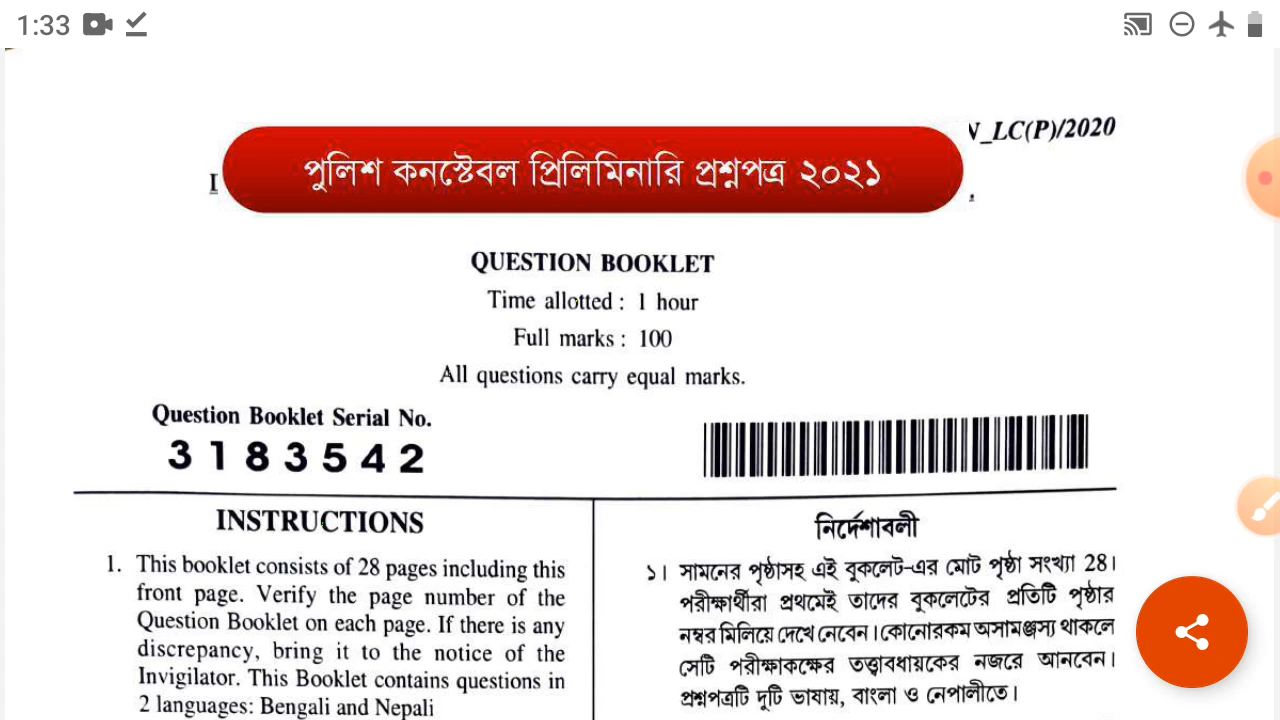 1:33
N_LC(P)/2020
পুলিশ কনস্টেবল প্রিলিমিনারি প্রশ্নপত্র ২০২১
I
QUESTION BOOKLET
Time allotted : 1 hour
Full marks : 100
All questions carry equal marks.
Question Booklet Serial No.
3183542
INSTRUCTIONS
1. This booklet consists of 28 pages including this
front page. Verify the page number of the
Question Booklet on each page. If there is any
discrepancy, bring it to the notice of the
Invigilator. This Booklet contains questions in
2 languages: Bengali and Nepali
নির্দেশাবলী
১। সামনের পৃষ্ঠাসহ এই বুকলেট-এর মোট পৃষ্ঠা সংখ্যা 28।
পরীক্ষার্থীরা প্রথমেই তাদের বুকলেটের প্রতিটি পৃষ্ঠার
নম্বর মিলিয়ে দেখে নেবেন। কোনোরকম অসামঞ্জস্য থাকলে
সেটি পরীক্ষাকক্ষের তত্ত্বাবধায়কের নজরে আনবেন।
প্রশ্নপত্রটি দুটি ভাষায়, বাংলা ও নেপালীতে।